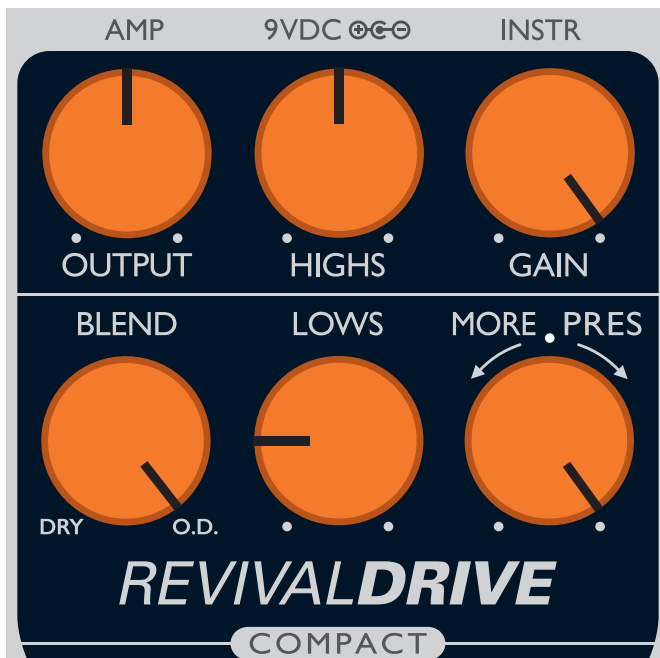 AMP 9VDC INSTR
OUTPUT HIGHS GAIN
BLEND LOWS MORE PRES
DRY O.D.
REVIVALDRIVE
COMPACT